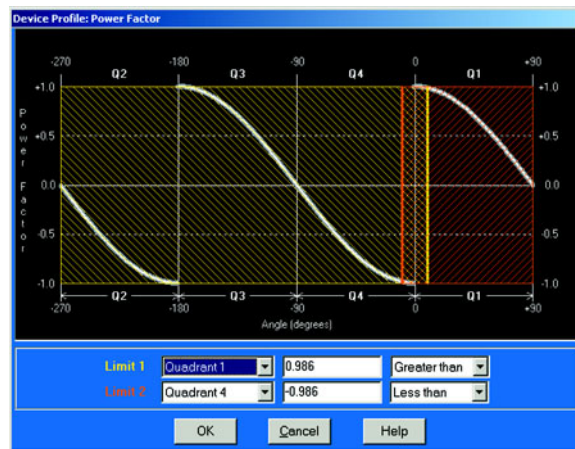 Device Profile: Power Factor
-270 -180 -90 0 +90
Q2 Q3 Q4 Q1
+1.0 +1.0
+0.5 +0.5
0.0 0.0
-0.5 -0.5
-1.0 -1.0
Power Factor
Q2 Q3 Q4 Q1
-270 -180 -90 0 +90
Angle (degrees)
Limit 1 Quadrant 1 0.986 Greater than
Limit 2 Quadrant 4 -0.986 Less than
OK Cancel Help